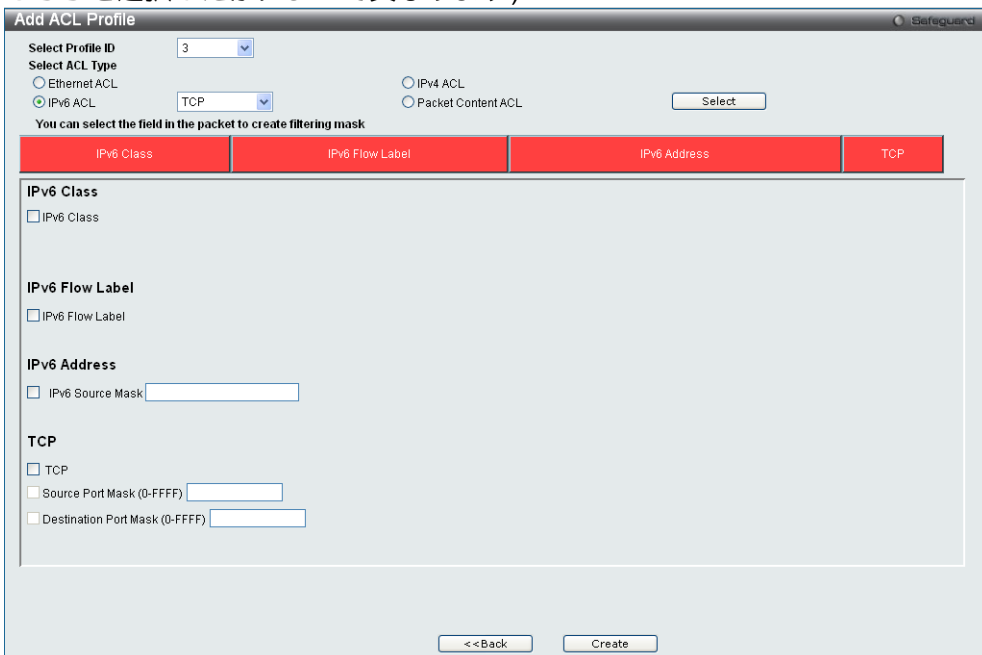 Add ACL Profile
Safeguard
Select Profile ID 3
Select ACL Type
Ethernet ACL IPv4 ACL
IPv6 ACL TCP Packet Content ACL Select
You can select the field in the packet to create filtering mask
IPv6 Class IPv6 Flow Label IPv6 Address TCP
IPv6 Class
IPv6 Class
IPv6 Flow Label
IPv6 Flow Label
IPv6 Address
IPv6 Source Mask
TCP
TCP
Source Port Mask (0-FFFF)
Destination Port Mask (0-FFFF)
<<Back Create